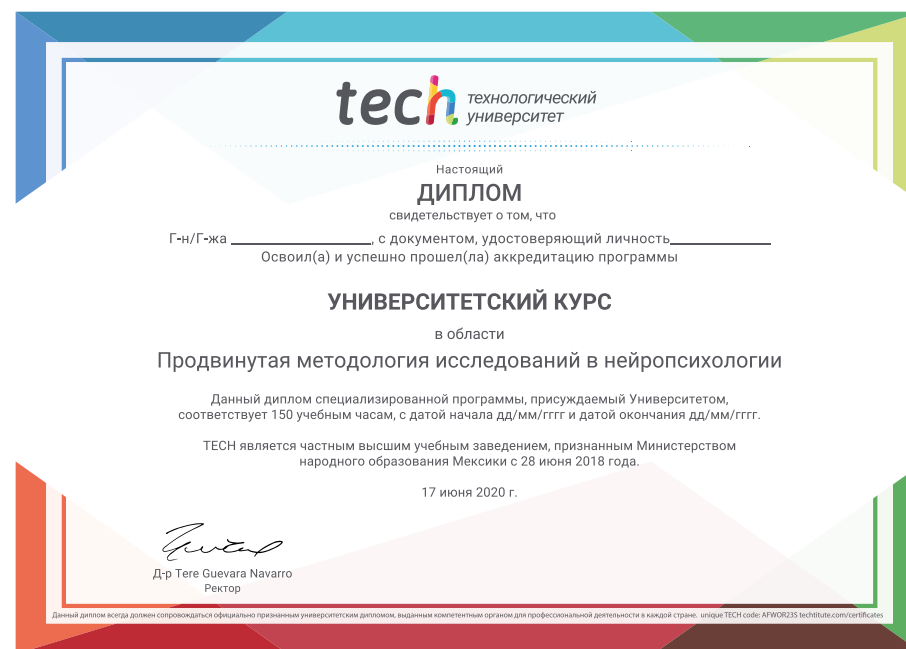 tech технологический
университет
Настоящий
ДИПЛОМ
свидетельствует о том, что
Г-н/Г-жа ____________________, с документом, удостоверяющий личность______________
Освоил(а) и успешно прошел(ла) аккредитацию программы
УНИВЕРСИТЕТСКИЙ КУРС
в области
Продвинутая методология исследований в нейропсихологии
Данный диплом специализированной программы, присуждаемый Университетом,
соответствует 150 учебным часам, с датой начала дд/мм/гггг и датой окончания дд/мм/гггг.
TECH является частным высшим учебным заведением, признанным Министерством
народного образования Мексики с 28 июня 2018 года.
17 июня 2020 г.
Д-р Tere Guevara Navarro
Ректор
Данный диплом всегда должен сопровождаться официально признанным университетским дипломом, выданным компетентным органом для профессиональной деятельности в каждой стране. unique TECH code: AFWOR23S techtitute.com/certificates